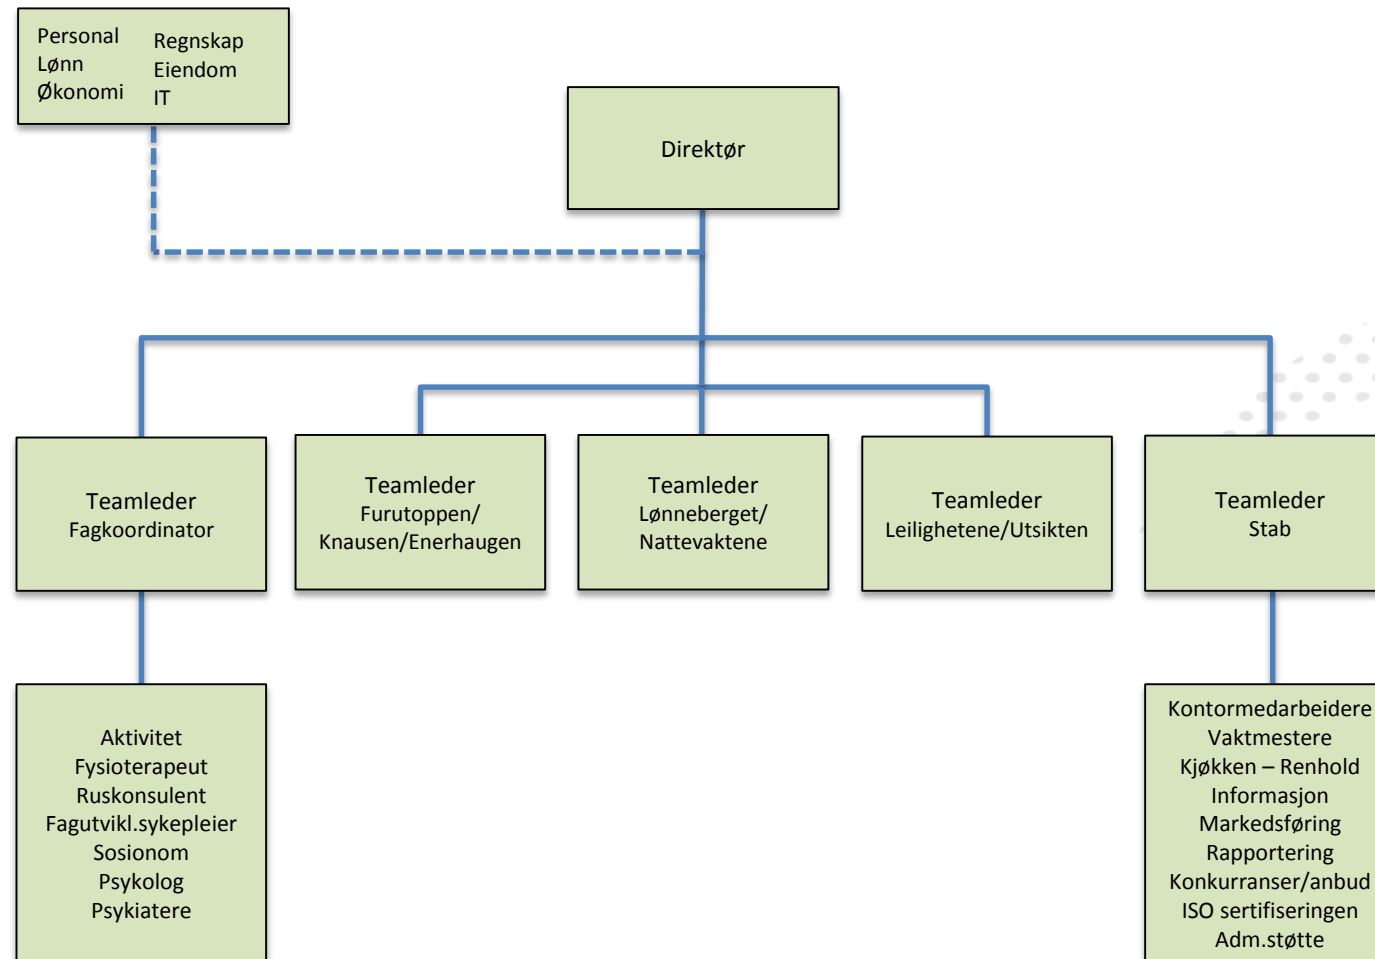 Personal
Lønn
Økonomi
Regnskap
Eiendom
IT
Direktør
Teamleder
Fagkoordinator
Teamleder
Furutoppen/
Knausen/Enerhaugen
Teamleder
Lønneberget/
Nattevaktene
Teamleder
Leilighetene/Utsikten
Teamleder
Stab
Aktivitet
Fysioterapeut
Ruskonsulent
Fagutvikl.sykepleier
Sosionom
Psykolog
Psykiatere
Kontormedarbeidere
Vaktmestere
Kjøkken – Renhold
Informasjon
Markedsføring
Rapportering
Konkurranser/anbud
ISO sertifiseringen
Adm.støtte